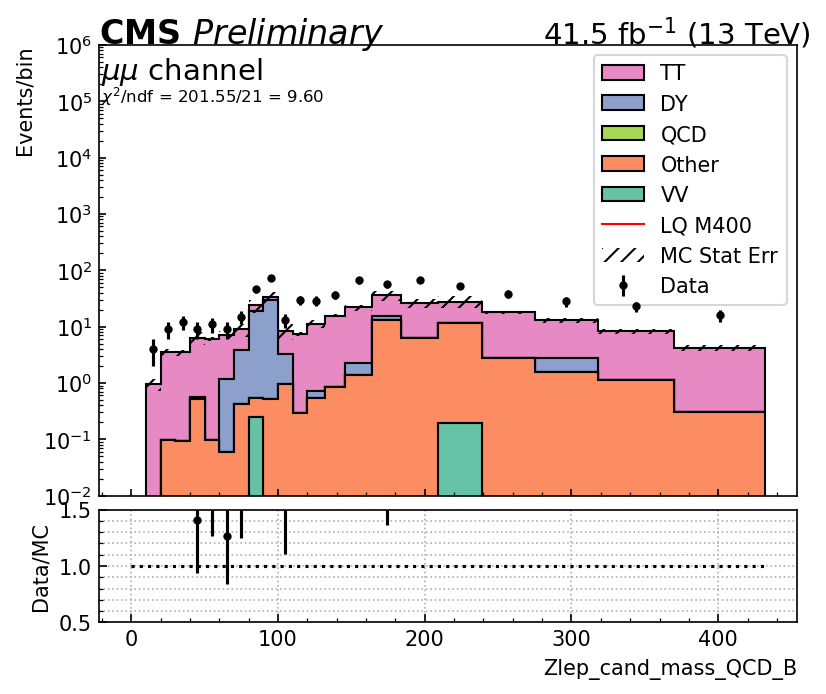 CMS Preliminary 41.5 fb⁻¹ (13 TeV)
μμ channel
χ²/ndf = 201.55/21 = 9.60
Events/bin
10⁶
10⁵
10⁴
10³
10²
10¹
10⁰
10⁻¹
10⁻²
TT
DY
QCD
Other
VV
LQ M400
MC Stat Err
Data
Data/MC
1.5
1.0
0.5
0 100 200 300 400
Zlep_cand_mass_QCD_B